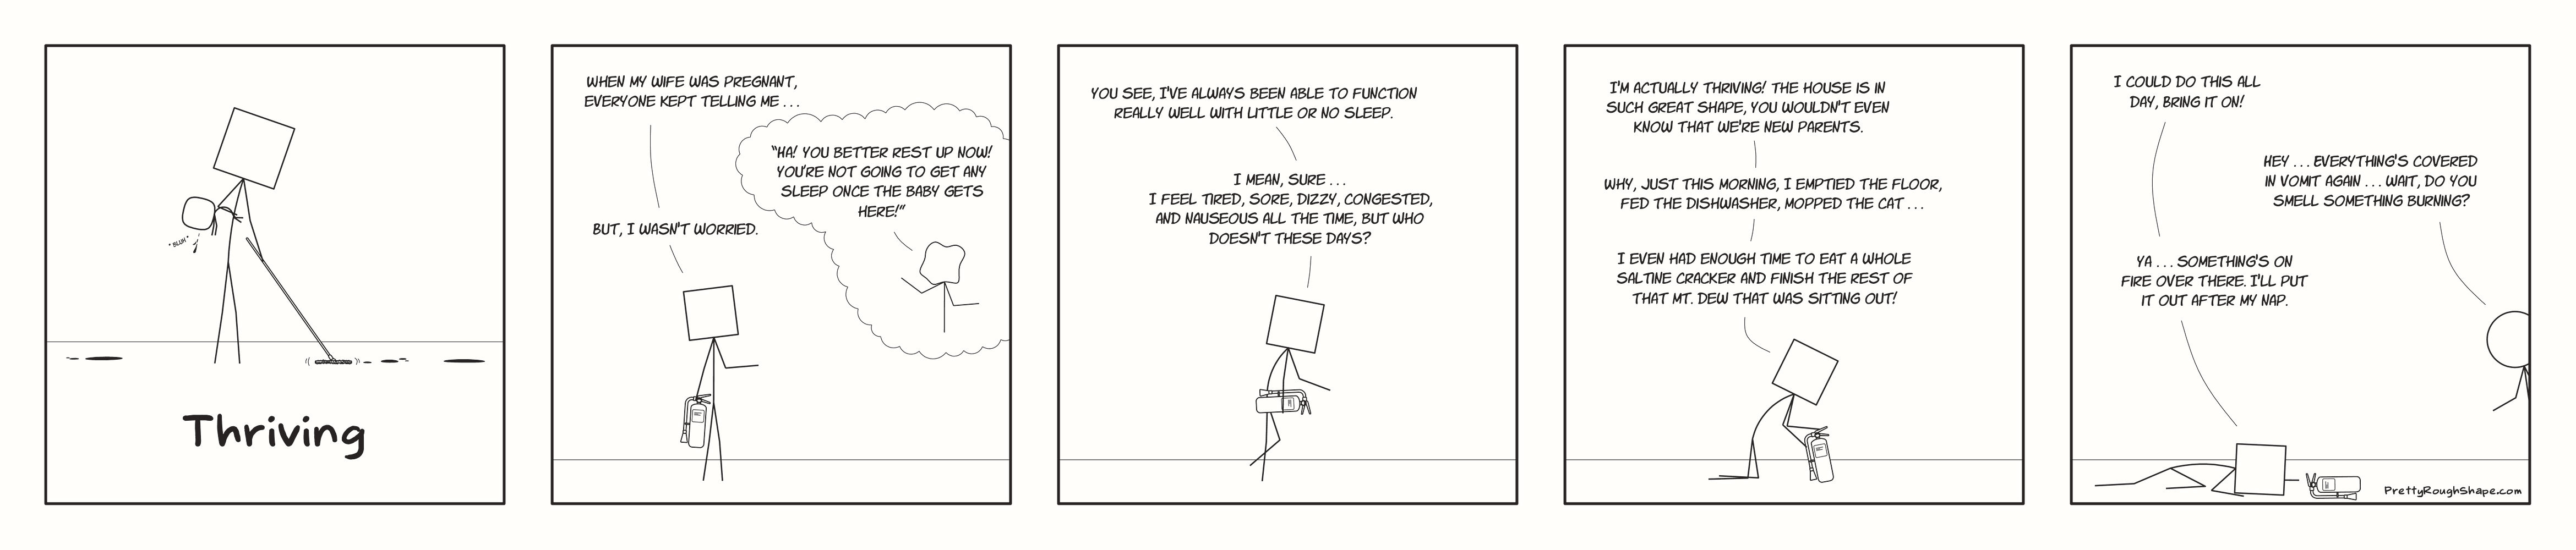 *BLUH*
Thriving
WHEN MY WIFE WAS PREGNANT,
EVERYONE KEPT TELLING ME . . .
"HA! YOU BETTER REST UP NOW!
YOU'RE NOT GOING TO GET ANY
SLEEP ONCE THE BABY GETS
HERE!"
BUT, I WASN'T WORRIED.
YOU SEE, I'VE ALWAYS BEEN ABLE TO FUNCTION
REALLY WELL WITH LITTLE OR NO SLEEP.
I MEAN, SURE . . .
I FEEL TIRED, SORE, DIZZY, CONGESTED,
AND NAUSEOUS ALL THE TIME, BUT WHO
DOESN'T THESE DAYS?
I'M ACTUALLY THRIVING! THE HOUSE IS IN
SUCH GREAT SHAPE, YOU WOULDN'T EVEN
KNOW THAT WE'RE NEW PARENTS.
WHY, JUST THIS MORNING, I EMPTIED THE FLOOR,
FED THE DISHWASHER, MOPPED THE CAT . . .
I EVEN HAD ENOUGH TIME TO EAT A WHOLE
SALTINE CRACKER AND FINISH THE REST OF
THAT MT. DEW THAT WAS SITTING OUT!
I COULD DO THIS ALL
DAY, BRING IT ON!
HEY . . . EVERYTHING'S COVERED
IN VOMIT AGAIN . . . WAIT, DO YOU
SMELL SOMETHING BURNING?
YA . . . SOMETHING'S ON
FIRE OVER THERE. I'LL PUT
IT OUT AFTER MY NAP.
PrettyRoughShape.com